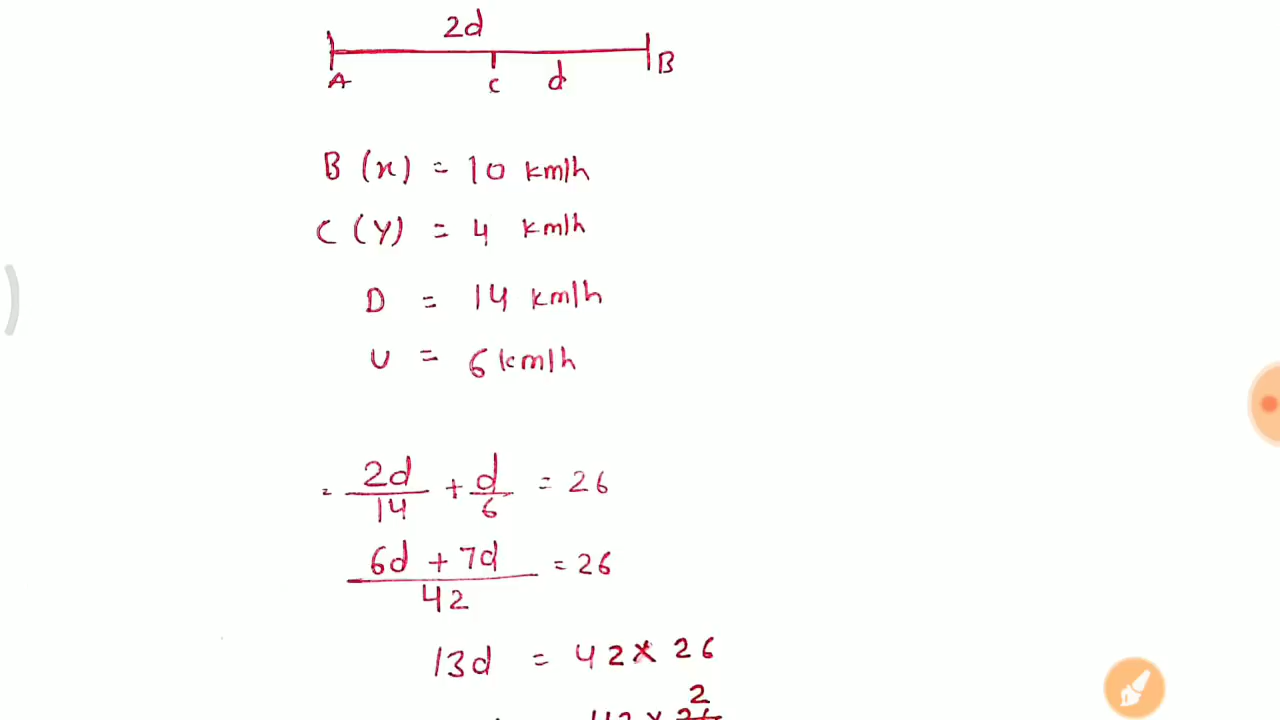 2d
A C d B
B (x) = 10 km/h
C (Y) = 4 km/h
D = 14 km/h
U = 6 km/h
= 2d/14 + d/6 = 26
6d + 7d/42 = 26
13d = 42 x 26
2